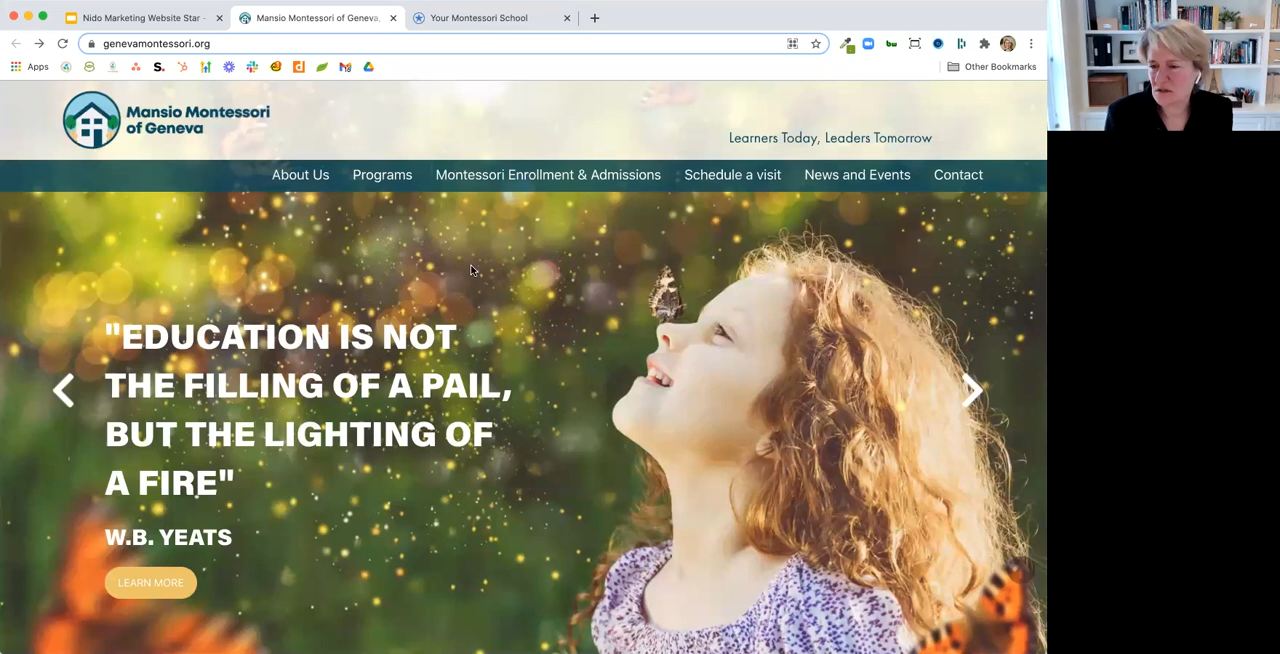 Nido Marketing Website Star
Mansio Montessori of Geneva,
Your Montessori School
genevamontessori.org
Apps
Other Bookmarks
Mansio Montessori
of Geneva
Learners Today, Leaders Tomorrow
About Us
Programs
Montessori Enrollment & Admissions
Schedule a visit
News and Events
Contact
"EDUCATION IS NOT
THE FILLING OF A PAIL,
BUT THE LIGHTING OF
A FIRE"
W.B. YEATS
LEARN MORE